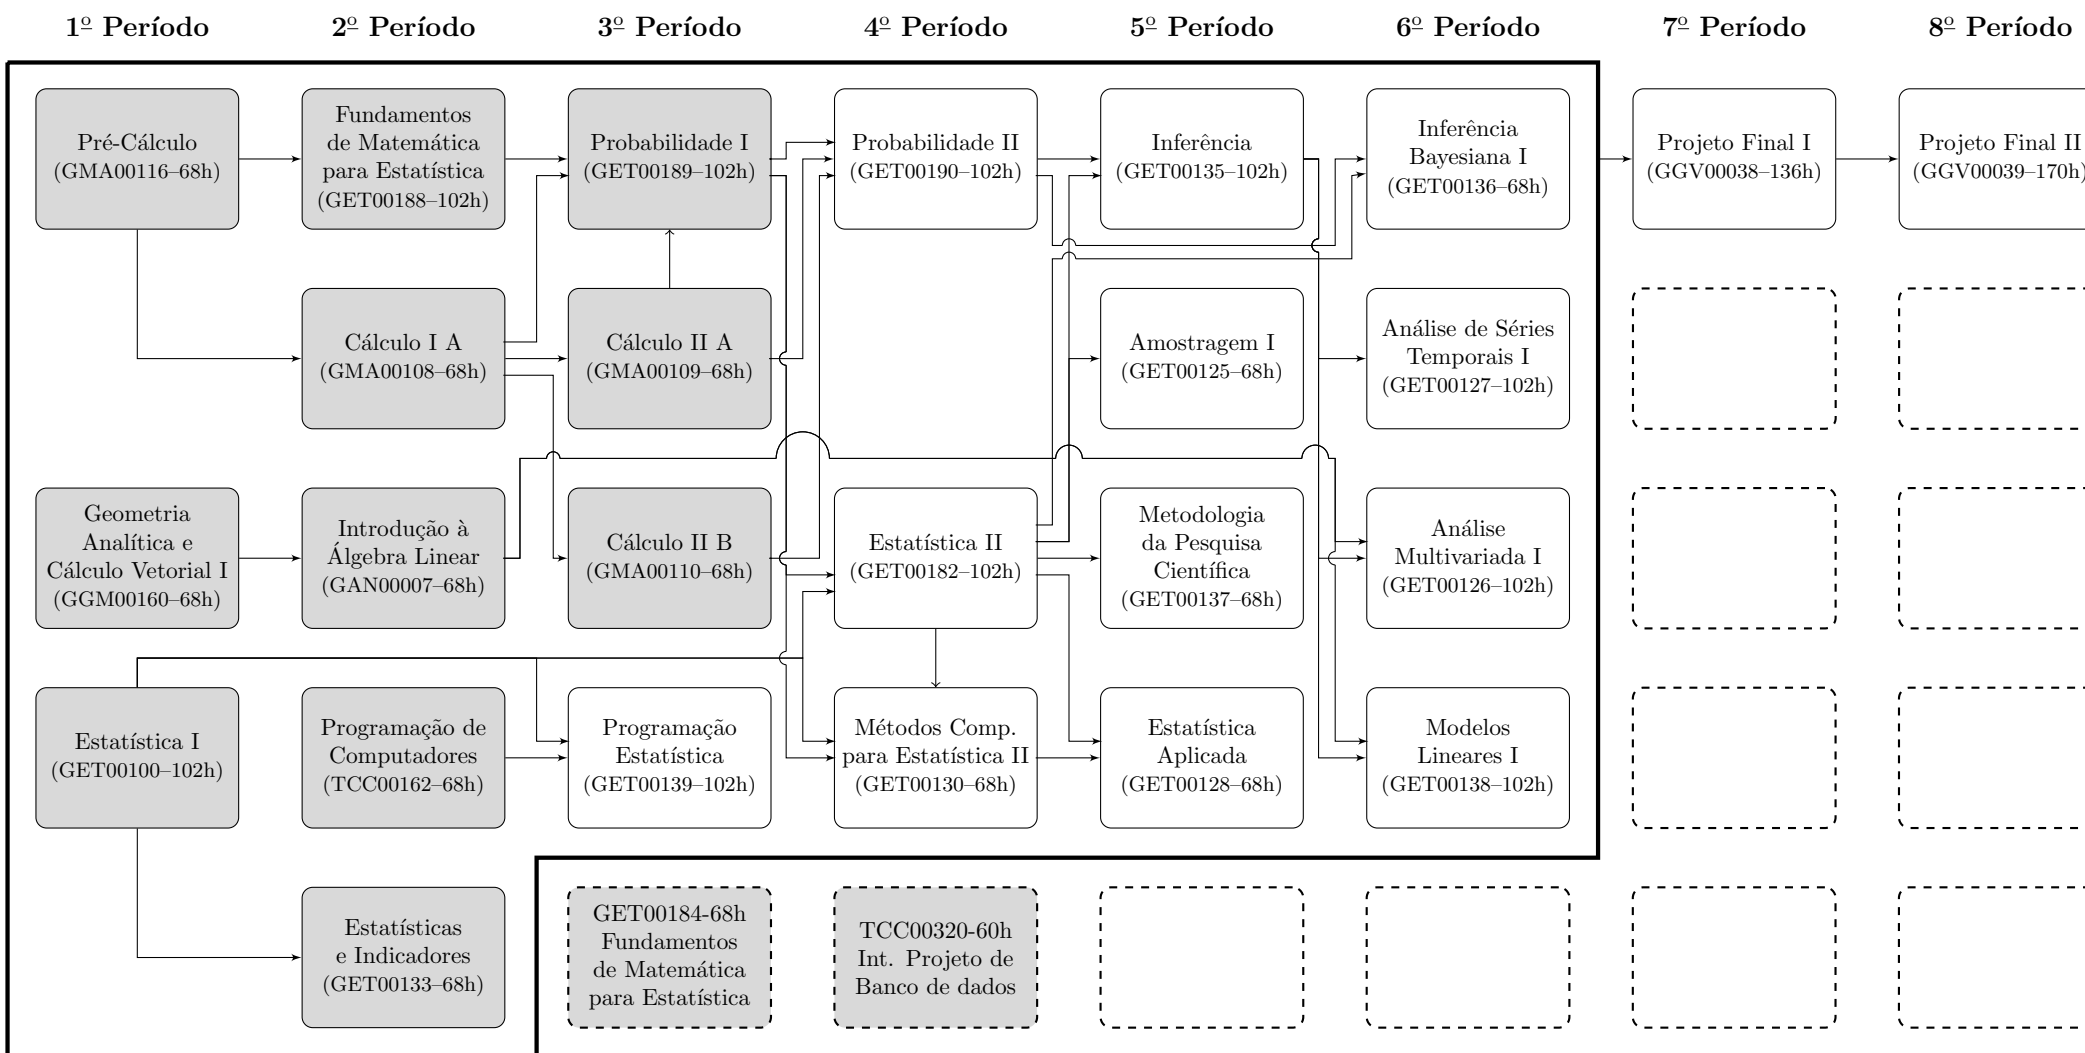 1º Período
2º Período
3º Período
4º Período
5º Período
6º Período
7º Período
8º Período
Pré-Cálculo
(GMA00116–68h)
Fundamentos
de Matemática
para Estatística
(GET00188–102h)
Probabilidade I
(GET00189–102h)
Probabilidade II
(GET00190–102h)
Inferência
(GET00135–102h)
Inferência
Bayesiana I
(GET00136–68h)
Projeto Final I
(GGV00038–136h)
Projeto Final II
(GGV00039–170h)
Cálculo I A
(GMA00108–68h)
Cálculo II A
(GMA00109–68h)
Amostragem I
(GET00125–68h)
Análise de Séries
Temporais I
(GET00127–102h)
Geometria
Analítica e
Cálculo Vetorial I
(GGM00160–68h)
Introdução à
Álgebra Linear
(GAN00007–68h)
Cálculo II B
(GMA00110–68h)
Estatística II
(GET00182–102h)
Metodologia
da Pesquisa
Científica
(GET00137–68h)
Análise
Multivariada I
(GET00126–102h)
Estatística I
(GET00100–102h)
Programação de
Computadores
(TCC00162–68h)
Programação
Estatística
(GET00139–102h)
Métodos Comp.
para Estatística II
(GET00130–68h)
Estatística
Aplicada
(GET00128–68h)
Modelos
Lineares I
(GET00138–102h)
Estatísticas
e Indicadores
(GET00133–68h)
GET00184-68h
Fundamentos
de Matemática
para Estatística
TCC00320-60h
Int. Projeto de
Banco de dados